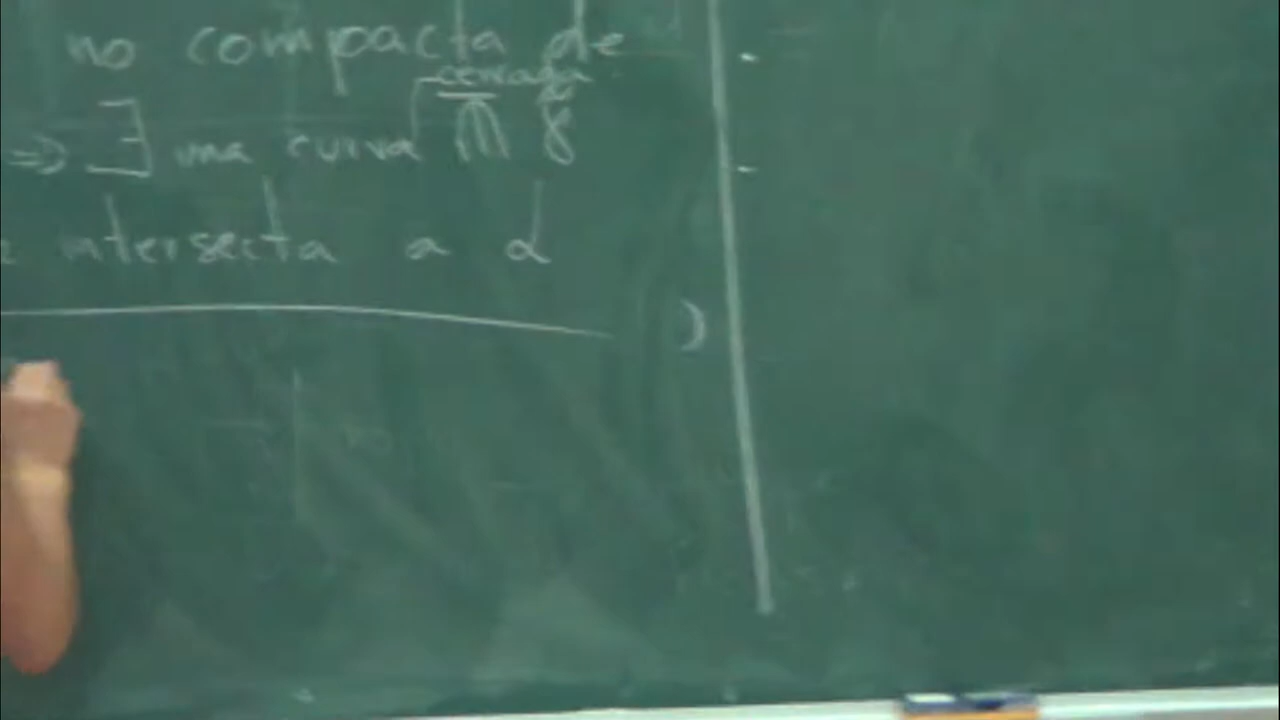 no compacta de
cerrada
=> ∃ una curva γ
intersecta a α